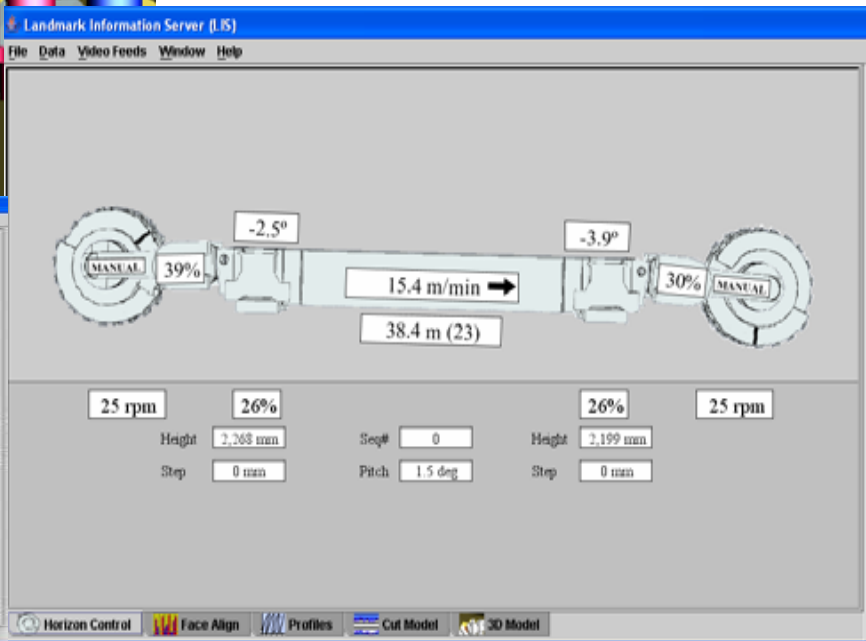 Landmark Information Server (LIS)
File Data Video Feeds Window Help
-2.5° -3.9°
MANUAL 39% 15.4 m/min 30% MANUAL
38.4 m (23)
25 rpm 26% 26% 25 rpm
Height 2,268 mm Seq# 0 Height 2,199 mm
Step 0 mm Pitch 1.5 deg Step 0 mm
Horizon Control Face Align Profiles Cut Model 3D Model